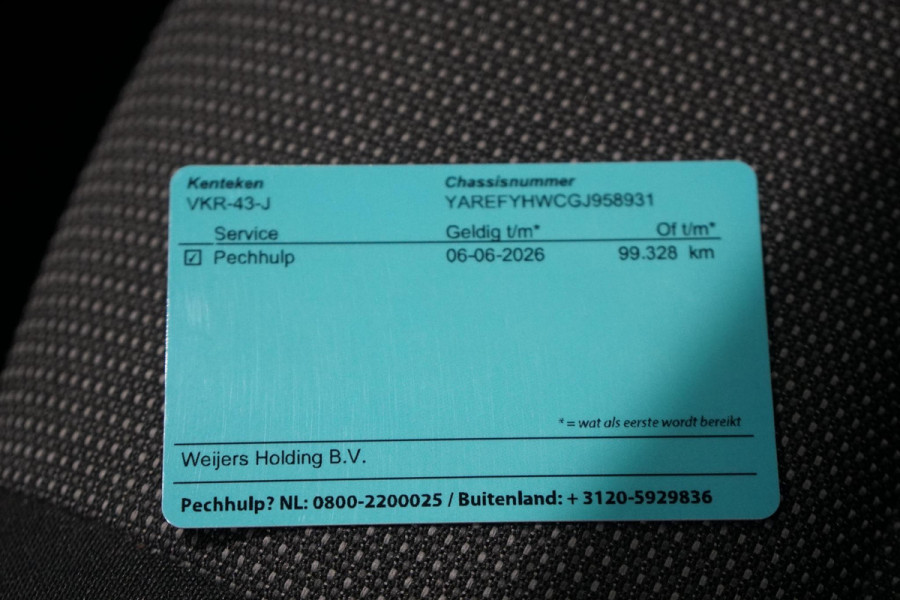 Kenteken Chassisnummer
VKR-43-J YAREFYHWCGJ958931
Service Geldig t/m* Of t/m*
☑ Pechhulp 06-06-2026 99.328 km
* = wat als eerste wordt bereikt
Weijers Holding B.V.
Pechhulp? NL: 0800-2200025 / Buitenland: + 3120-5929836